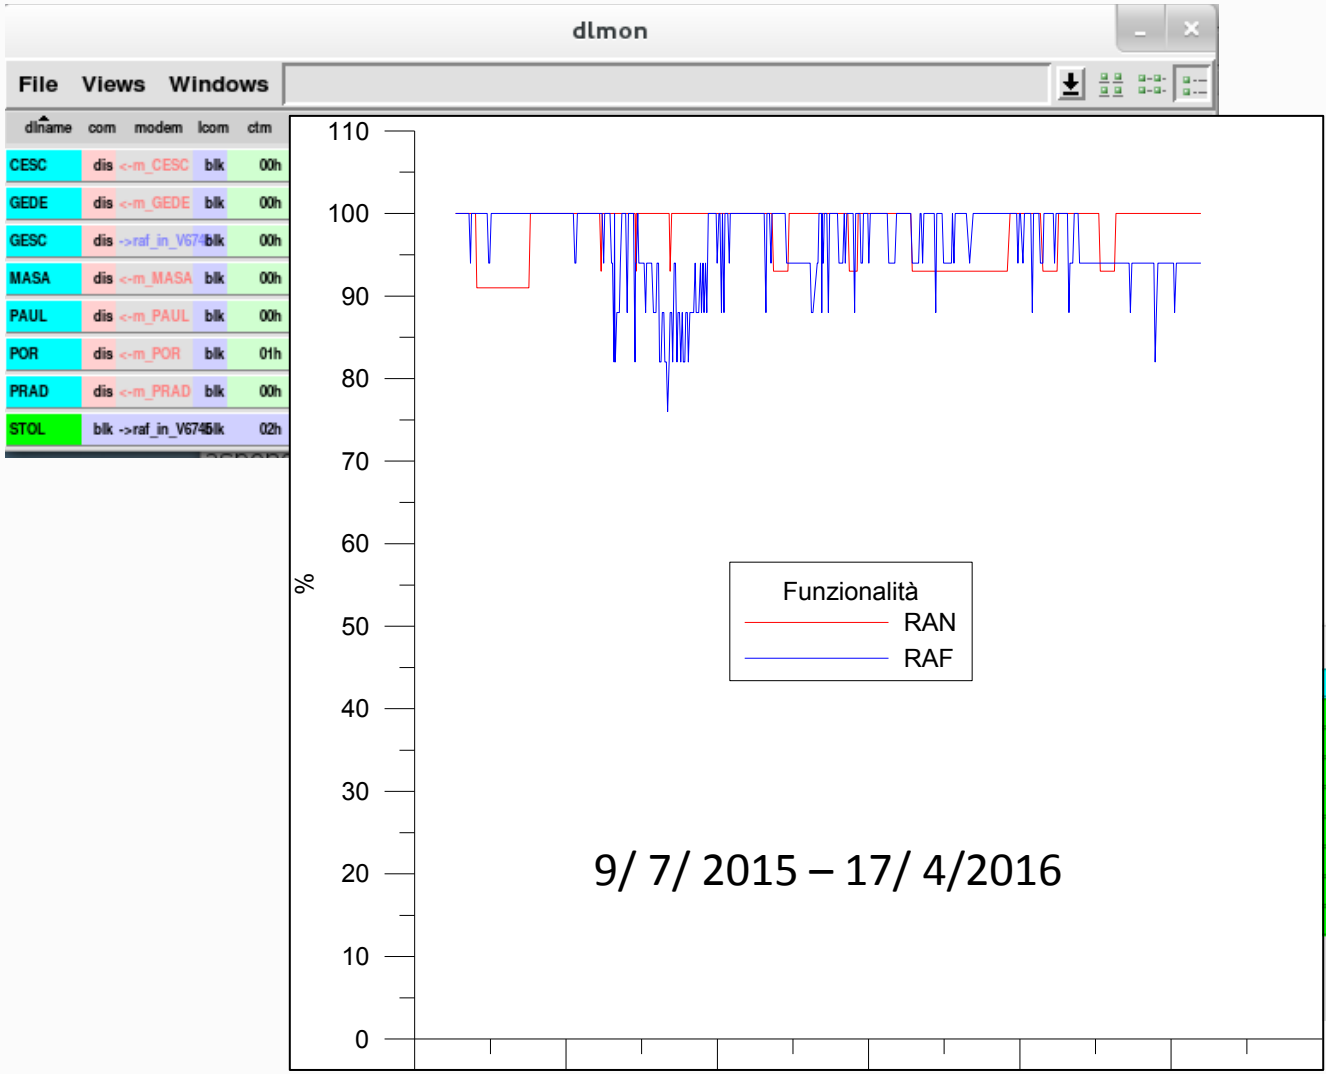 dlmon
File Views Windows
dlname com modem lcom ctm
CESC dis <-m_CESC blk 00h
GEDE dis <-m_GEDE blk 00h
GESC dis ->raf_in_V674 blk 00h
MASA dis <-m_MASA blk 00h
PAUL dis <-m_PAUL blk 00h
POR dis <-m_POR blk 01h
PRAD dis <-m_PRAD blk 00h
STOL blk ->raf_in_V674 blk 02h
110
100
90
80
70
60
%
50
40
30
20
10
0
Funzionalità
RAN
RAF
9/ 7/ 2015 – 17/ 4/2016